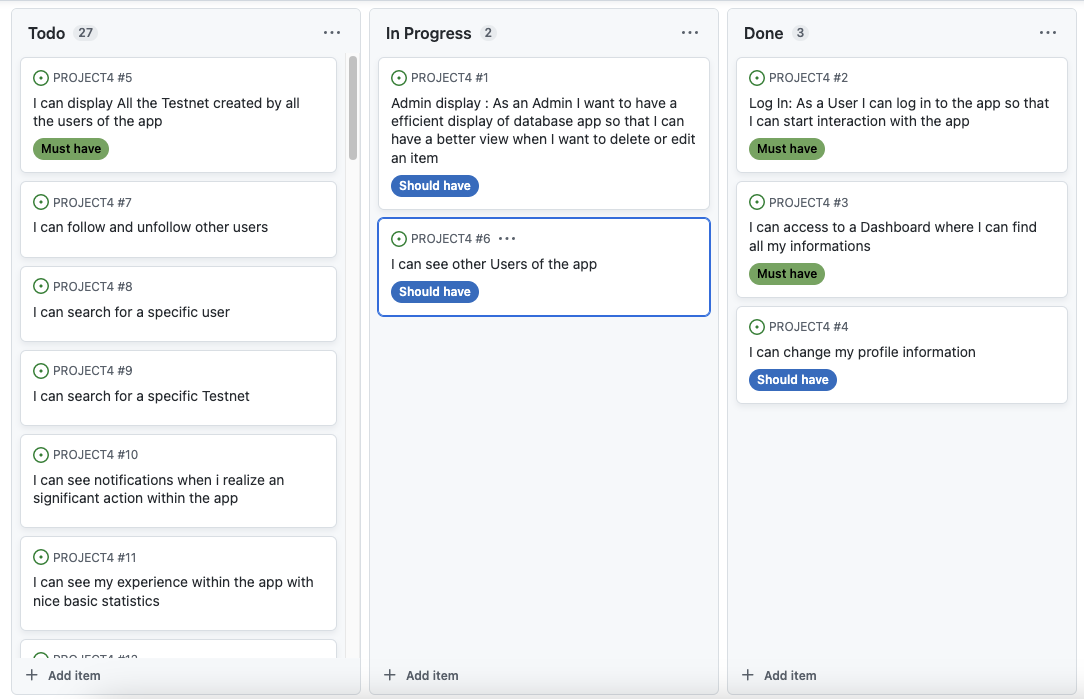 Todo 27
PROJECT4 #5
I can display All the Testnet created by all
the users of the app
Must have
PROJECT4 #7
I can follow and unfollow other users
PROJECT4 #8
I can search for a specific user
PROJECT4 #9
I can search for a specific Testnet
PROJECT4 #10
I can see notifications when i realize an
significant action within the app
PROJECT4 #11
I can see my experience within the app with
nice basic statistics
PROJECT4 #12
+ Add item
In Progress 2
PROJECT4 #1
Admin display : As an Admin I want to have a
efficient display of database app so that I can
have a better view when I want to delete or edit
an item
Should have
PROJECT4 #6
I can see other Users of the app
Should have
+ Add item
Done 3
PROJECT4 #2
Log In: As a User I can log in to the app so that
I can start interaction with the app
Must have
PROJECT4 #3
I can access to a Dashboard where I can find
all my informations
Must have
PROJECT4 #4
I can change my profile information
Should have
+ Add item